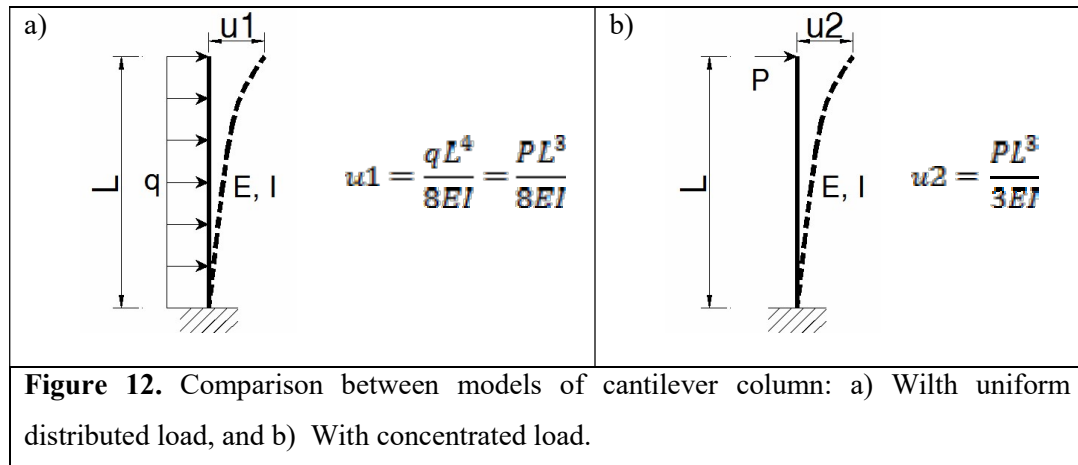 a)
u1
L
q
E, I
u1 = qL⁴/8EI = PL³/8EI
b)
u2
P
L
E, I
u2 = PL³/3EI
Figure 12. Comparison between models of cantilever column: a) Wilth uniform
distributed load, and b) With concentrated load.